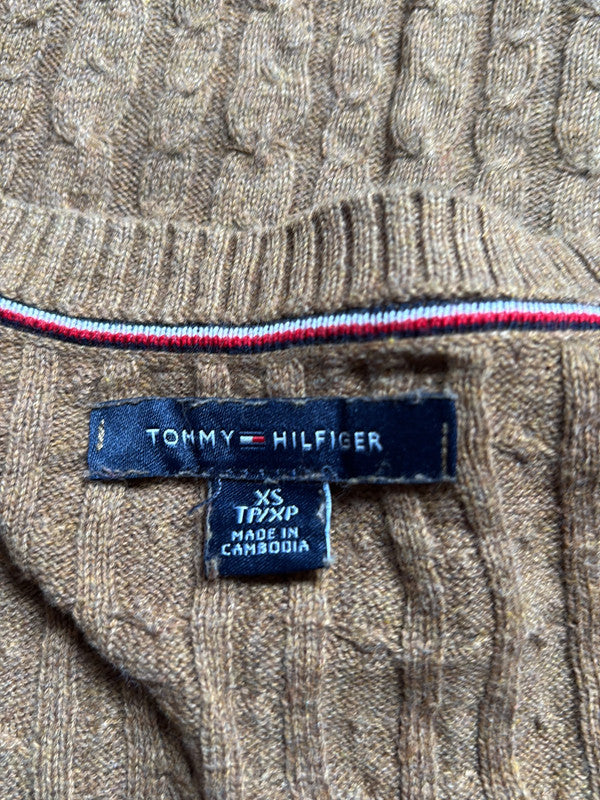 TOMMY HILFIGER
XS
TP/XP
MADE IN
CAMBODIA